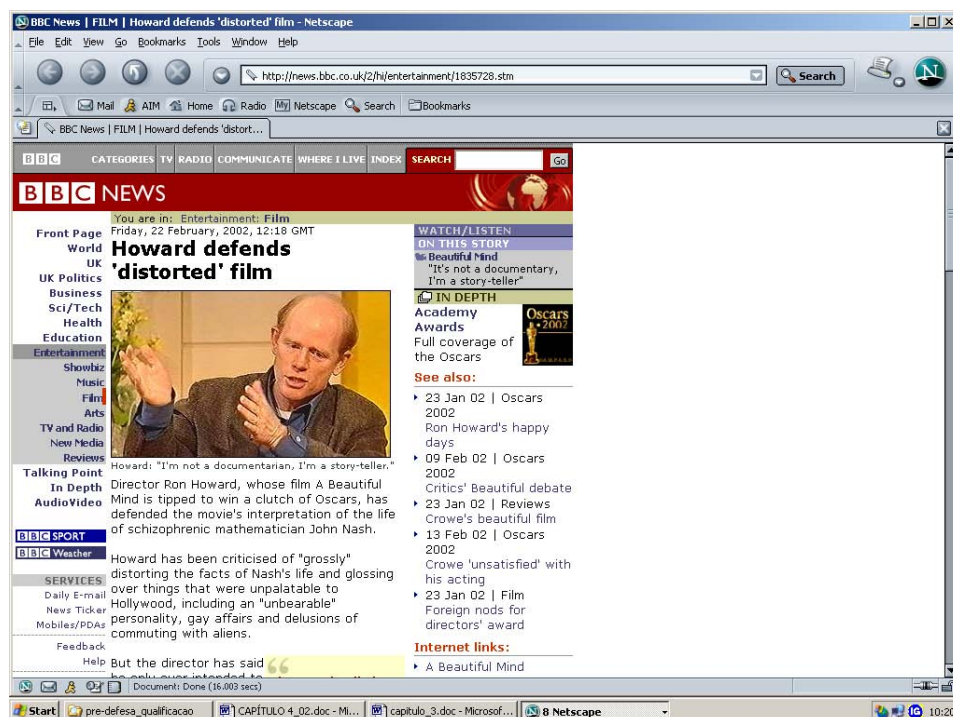 BBC News | FILM | Howard defends 'distorted' film - Netscape
File Edit View Go Bookmarks Tools Window Help
http://news.bbc.co.uk/2/hi/entertainment/1835728.stm
Search
N
Mail AIM Home Radio My Netscape Search Bookmarks
BBC News | FILM | Howard defends 'distort...
BBC CATEGORIES TV RADIO COMMUNICATE WHERE I LIVE INDEX SEARCH Go
BBC NEWS
You are in: Entertainment: Film
Front Page
World
UK
UK Politics
Business
Sci/Tech
Health
Education
Entertainment
Showbiz
Music
Film
Arts
TV and Radio
New Media
Reviews
Talking Point
In Depth
AudioVideo
BBC SPORT
BBC Weather
SERVICES
Daily E-mail
News Ticker
Mobiles/PDAs
Feedback
Help
Friday, 22 February, 2002, 12:18 GMT
Howard defends
'distorted' film
Howard: "I'm not a documentarian, I'm a story-teller."
Director Ron Howard, whose film A Beautiful
Mind is tipped to win a clutch of Oscars, has
defended the movie's interpretation of the life
of schizophrenic mathematician John Nash.
Howard has been criticised of "grossly"
distorting the facts of Nash's life and glossing
over things that were unpalatable to
Hollywood, including an "unbearable"
personality, gay affairs and delusions of
commuting with aliens.
But the director has said
he only ever intended to
WATCH/LISTEN
ON THIS STORY
Beautiful Mind
"It's not a documentary,
I'm a story-teller"
IN DEPTH
Academy
Awards
Full coverage of
the Oscars
Oscars
2002
See also:
23 Jan 02 | Oscars
2002
Ron Howard's happy
days
09 Feb 02 | Oscars
2002
Critics' Beautiful debate
23 Jan 02 | Reviews
Crowe's beautiful film
13 Feb 02 | Oscars
2002
Crowe 'unsatisfied' with
his acting
23 Jan 02 | Film
Foreign nods for
directors' award
Internet links:
A Beautiful Mind
Document: Done (16.003 secs)
Start pre-defesa_qualificacao CAPÍTULO 4_02.doc - Mi... capitulo_3.doc - Microsof... 8 Netscape iG 10:20